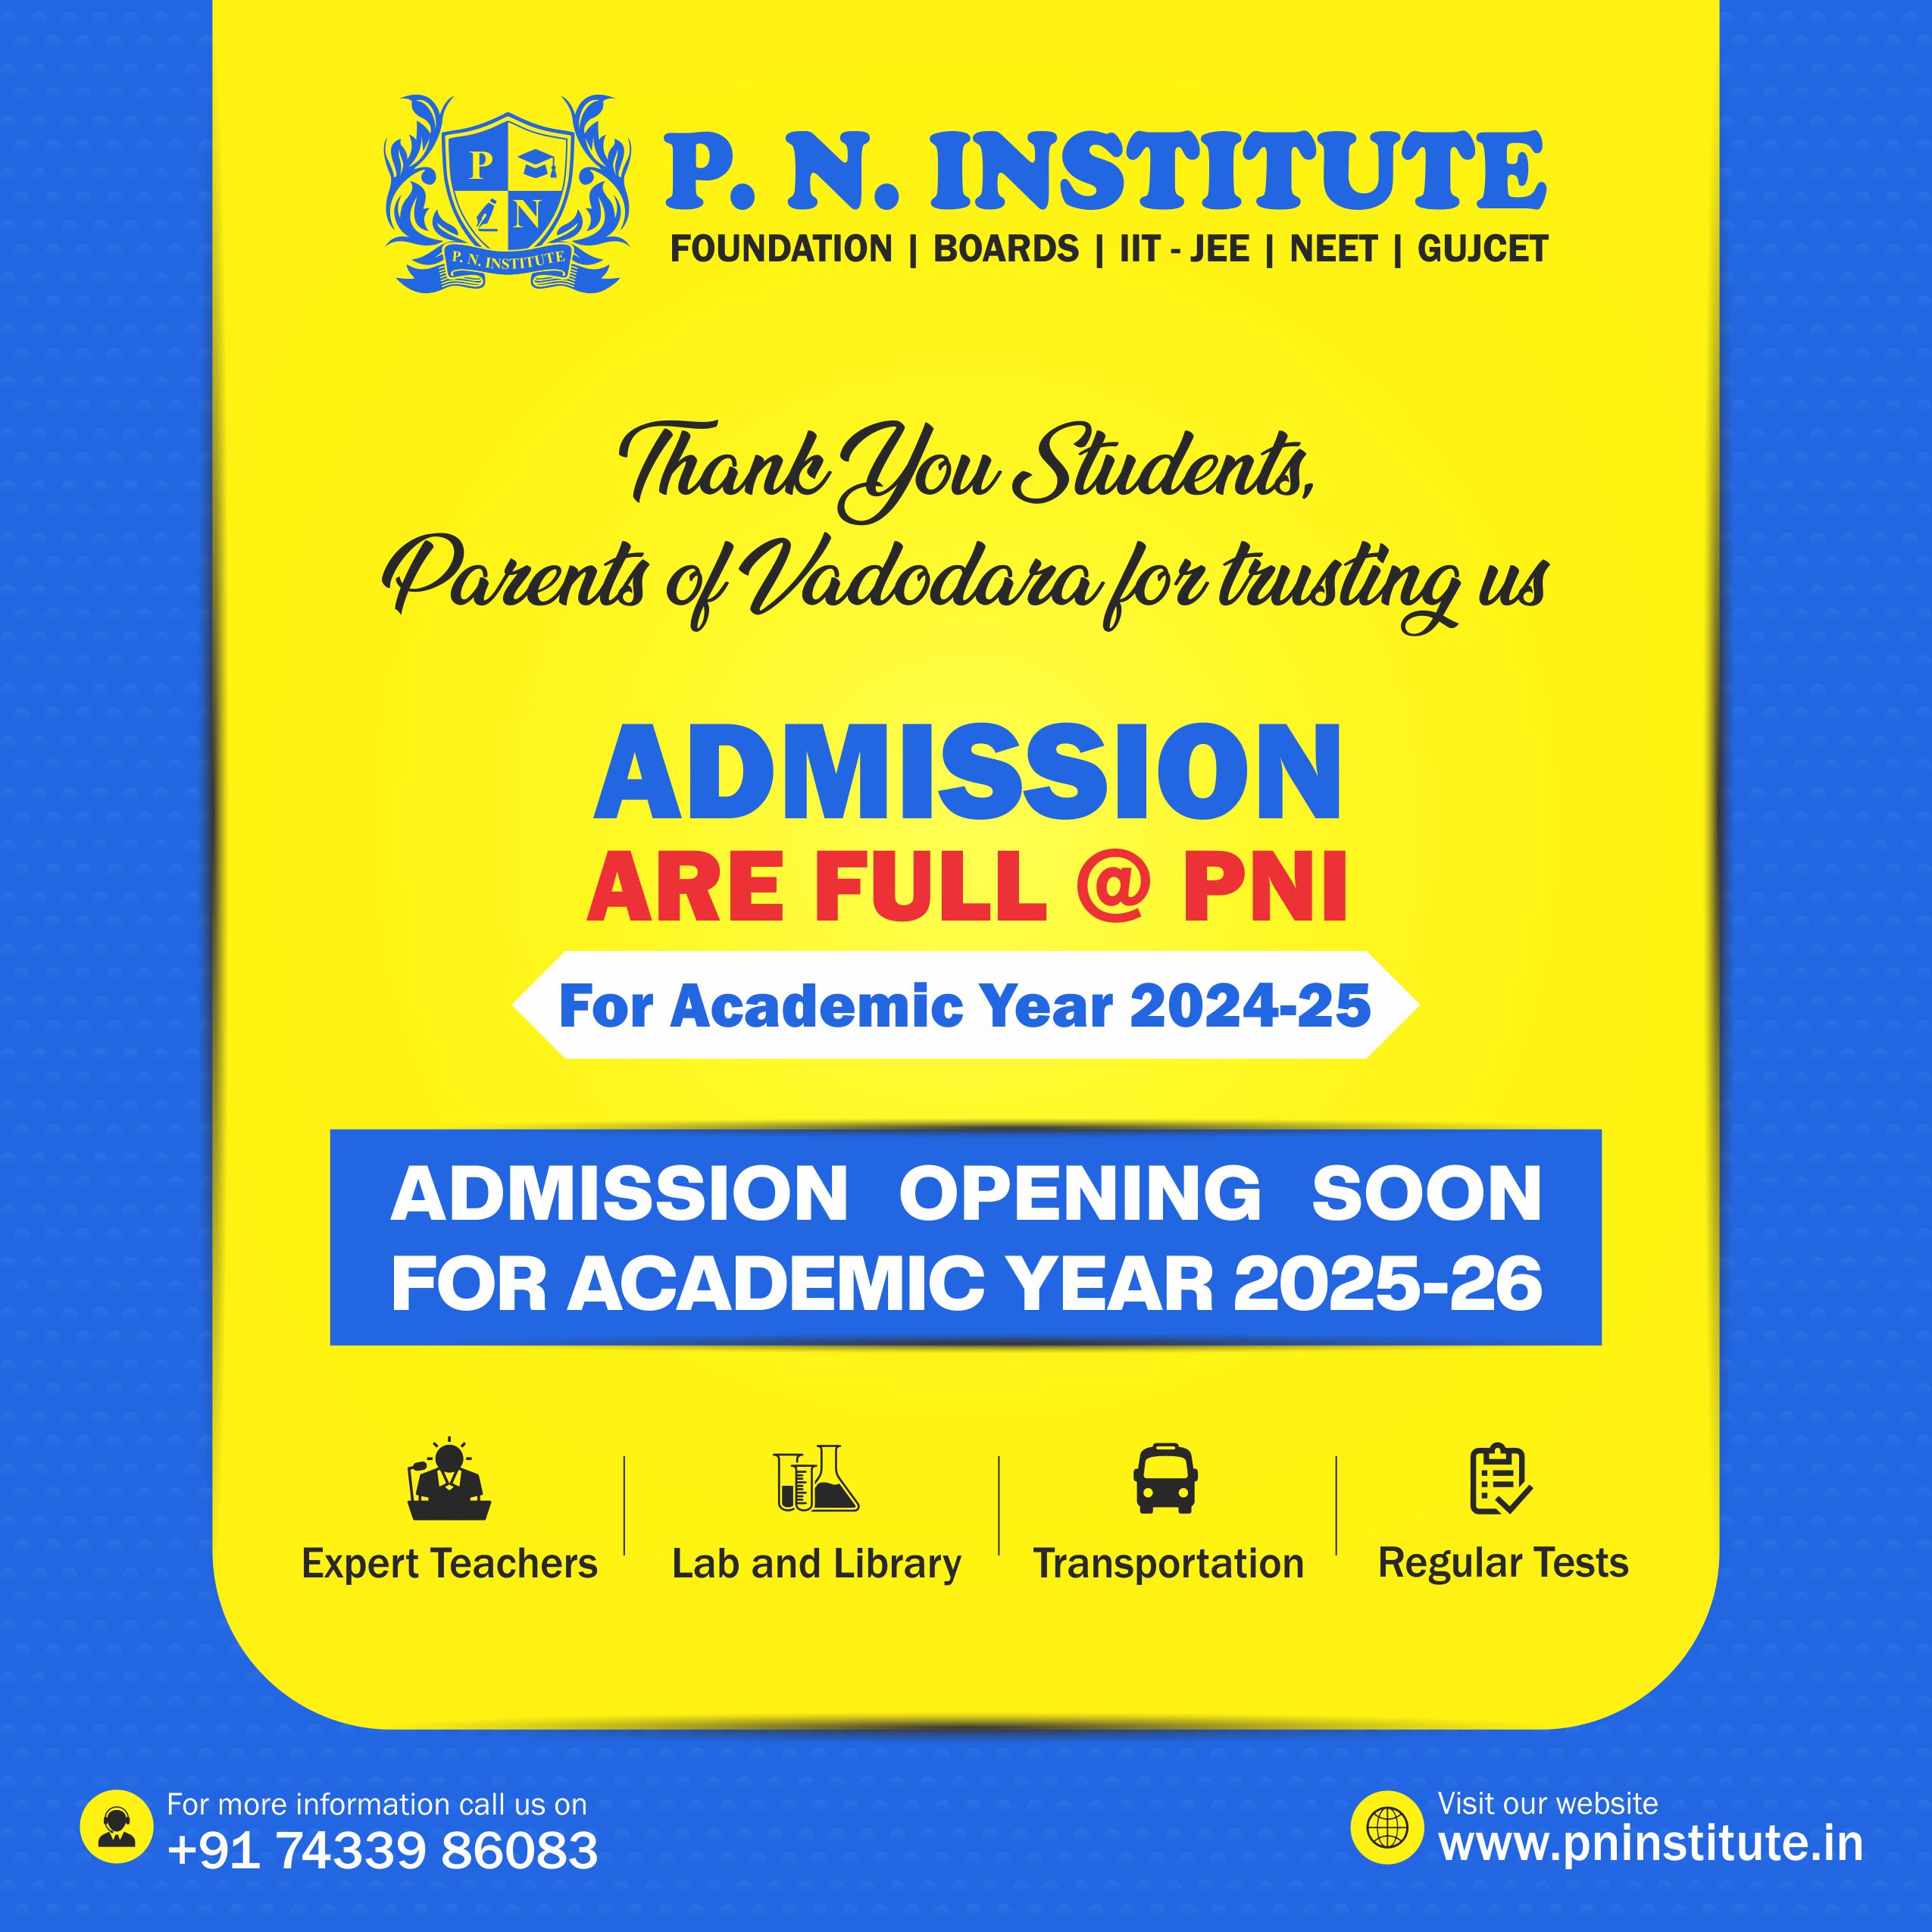 P
N
P. N. INSTITUTE
P. N. INSTITUTE
FOUNDATION | BOARDS | IIT - JEE | NEET | GUJCET
Thank You Students,
Parents of Vadodara for trusting us
ADMISSION
ARE FULL @ PNI
For Academic Year 2024-25
ADMISSION OPENING SOON
FOR ACADEMIC YEAR 2025-26
Expert Teachers
Lab and Library
Transportation
Regular Tests
For more information call us on
+91 74339 86083
Visit our website
www.pninstitute.in